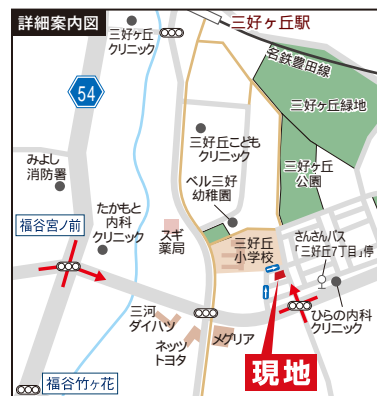 詳細案内図
三好ヶ丘駅
三好ヶ丘
クリニック
名鉄豊田線
54
三好ヶ丘緑地
三好丘こども
クリニック
みよし
消防署
三好ヶ丘
公園
ベル三好
幼稚園
たかもと
内科
クリニック
福谷宮ノ前
スギ
薬局
三好丘
小学校
さんさんバス
「三好丘7丁目」停
三河
ダイハツ
ひらの内科
クリニック
ネッツ
トヨタ
メグリア
現地
福谷竹ヶ花